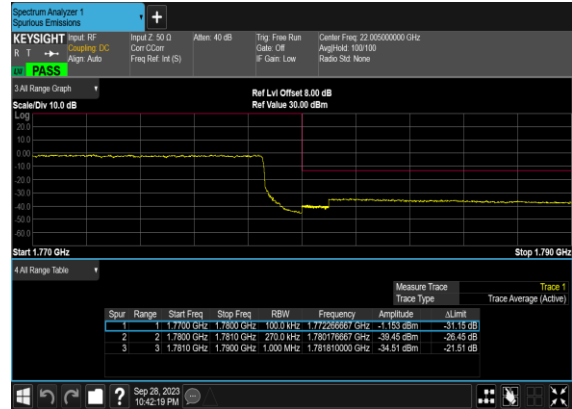 Spectrum Analyzer 1
Spurious Emissions
KEYSIGHT
R T
LW PASS
Input: RF
Coupling: DC
Align: Auto
Input Z: 50 Ω
Corr CCorr
Freq Ref: Int (S)
Atten: 40 dB
Trig: Free Run
Gate: Off
IF Gain: Low
Center Freq: 22.005000000 GHz
Avg|Hold: 100/100
Radio Std: None
3 All Range Graph
Scale/Div 10.0 dB
Ref Lvl Offset 8.00 dB
Ref Value 30.00 dBm
Log
20.0
10.0
0.00
-10.0
-20.0
-30.0
-40.0
-50.0
-60.0
Start 1.770 GHz Stop 1.790 GHz
4 All Range Table
Measure Trace Trace 1
Trace Type Trace Average (Active)
Spur Range Start Freq Stop Freq RBW Frequency Amplitude ΔLimit
1 1 1.7700 GHz 1.7800 GHz 100.0 kHz 1.772266667 GHz -1.153 dBm -31.15 dB
2 2 1.7800 GHz 1.7810 GHz 270.0 kHz 1.780176667 GHz -39.45 dBm -26.45 dB
3 3 1.7810 GHz 1.7900 GHz 1.000 MHz 1.781810000 GHz -34.51 dBm -21.51 dB
Sep 28, 2023
10:42:19 PM